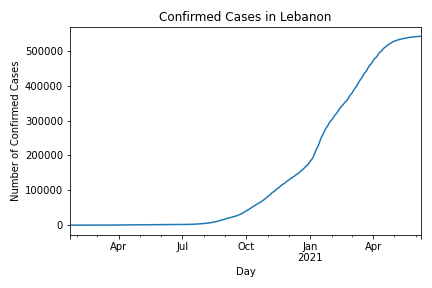 Confirmed Cases in Lebanon
Number of Confirmed Cases
500000
400000
300000
200000
100000
0
Apr Jul Oct Jan Apr
2021
Day